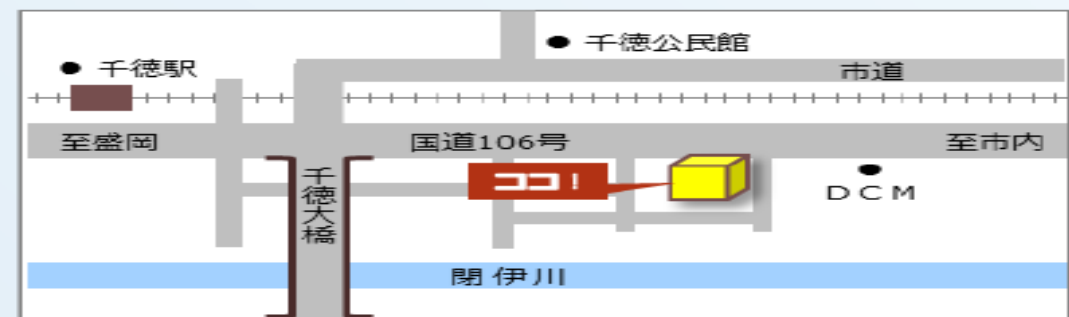 千徳公民館
千徳駅
市道
至盛岡
国道106号
至市内
千徳大橋
ココ！
DCM
閉伊川